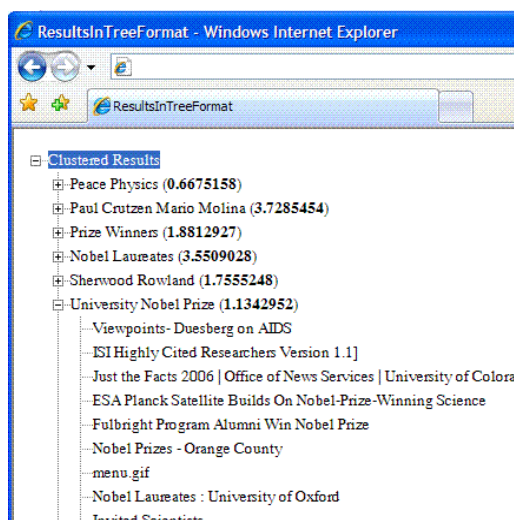 ResultsInTreeFormat - Windows Internet Explorer
ResultsInTreeFormat
Clustered Results
Peace Physics (0.6675158)
Paul Crutzen Mario Molina (3.7285454)
Prize Winners (1.8812927)
Nobel Laureates (3.5509028)
Sherwood Rowland (1.7555248)
University Nobel Prize (1.1342952)
Viewpoints- Duesberg on AIDS
ISI Highly Cited Researchers Version 1.1]
Just the Facts 2006 | Office of News Services | University of Colora
ESA Planck Satellite Builds On Nobel-Prize-Winning Science
Fulbright Program Alumni Win Nobel Prize
Nobel Prizes - Orange County
menu.gif
Nobel Laureates : University of Oxford
Invited Scientists